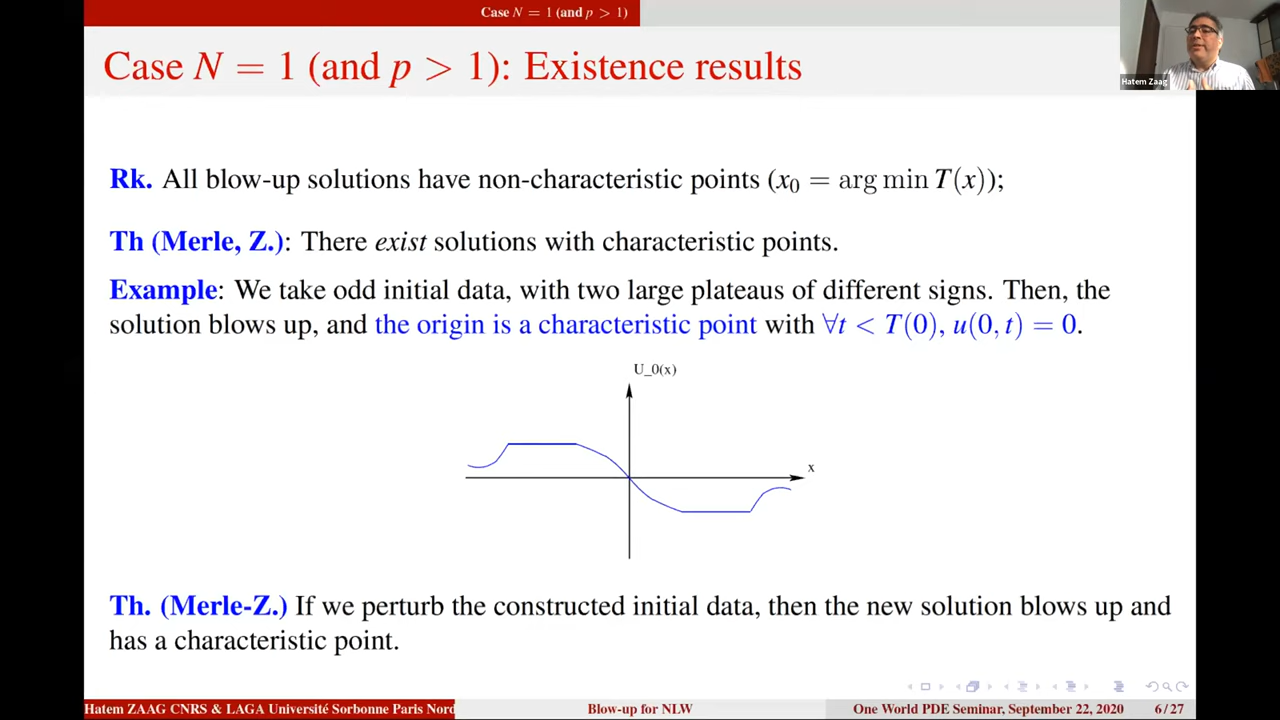 Case N = 1 (and p > 1)
Case N = 1 (and p > 1): Existence results
Hatem Zaag
Rk. All blow-up solutions have non-characteristic points (x₀ = arg min T(x));
Th (Merle, Z.): There exist solutions with characteristic points.
Example: We take odd initial data, with two large plateaus of different signs. Then, the
solution blows up, and the origin is a characteristic point with ∀t < T(0), u(0, t) = 0.
U_0(x)
x
Th. (Merle-Z.) If we perturb the constructed initial data, then the new solution blows up and
has a characteristic point.
Hatem ZAAG CNRS & LAGA Université Sorbonne Paris Nord
Blow-up for NLW
One World PDE Seminar, September 22, 2020
6 / 27